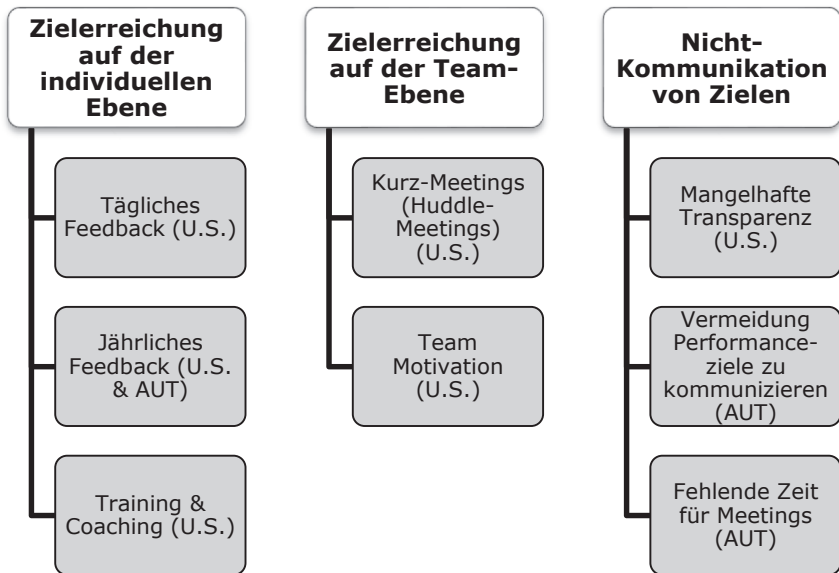 Zielerreichung
auf der
individuellen
Ebene
Tägliches
Feedback (U.S.)
Jährliches
Feedback (U.S.
& AUT)
Training &
Coaching (U.S.)
Zielerreichung
auf der Team-
Ebene
Kurz-Meetings
(Huddle-
Meetings)
(U.S.)
Team
Motivation
(U.S.)
Nicht-
Kommunikation
von Zielen
Mangelhafte
Transparenz
(U.S.)
Vermeidung
Performance-
ziele zu
kommunizieren
(AUT)
Fehlende Zeit
für Meetings
(AUT)